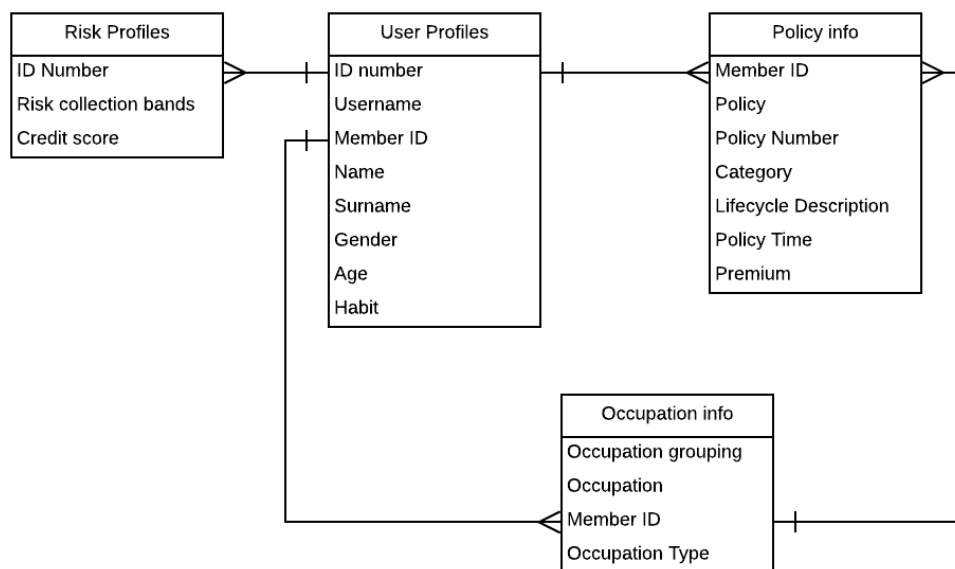 Risk Profiles
ID Number
Risk collection bands
Credit score
User Profiles
ID number
Username
Member ID
Name
Surname
Gender
Age
Habit
Policy info
Member ID
Policy
Policy Number
Category
Lifecycle Description
Policy Time
Premium
Occupation info
Occupation grouping
Occupation
Member ID
Occupation Type